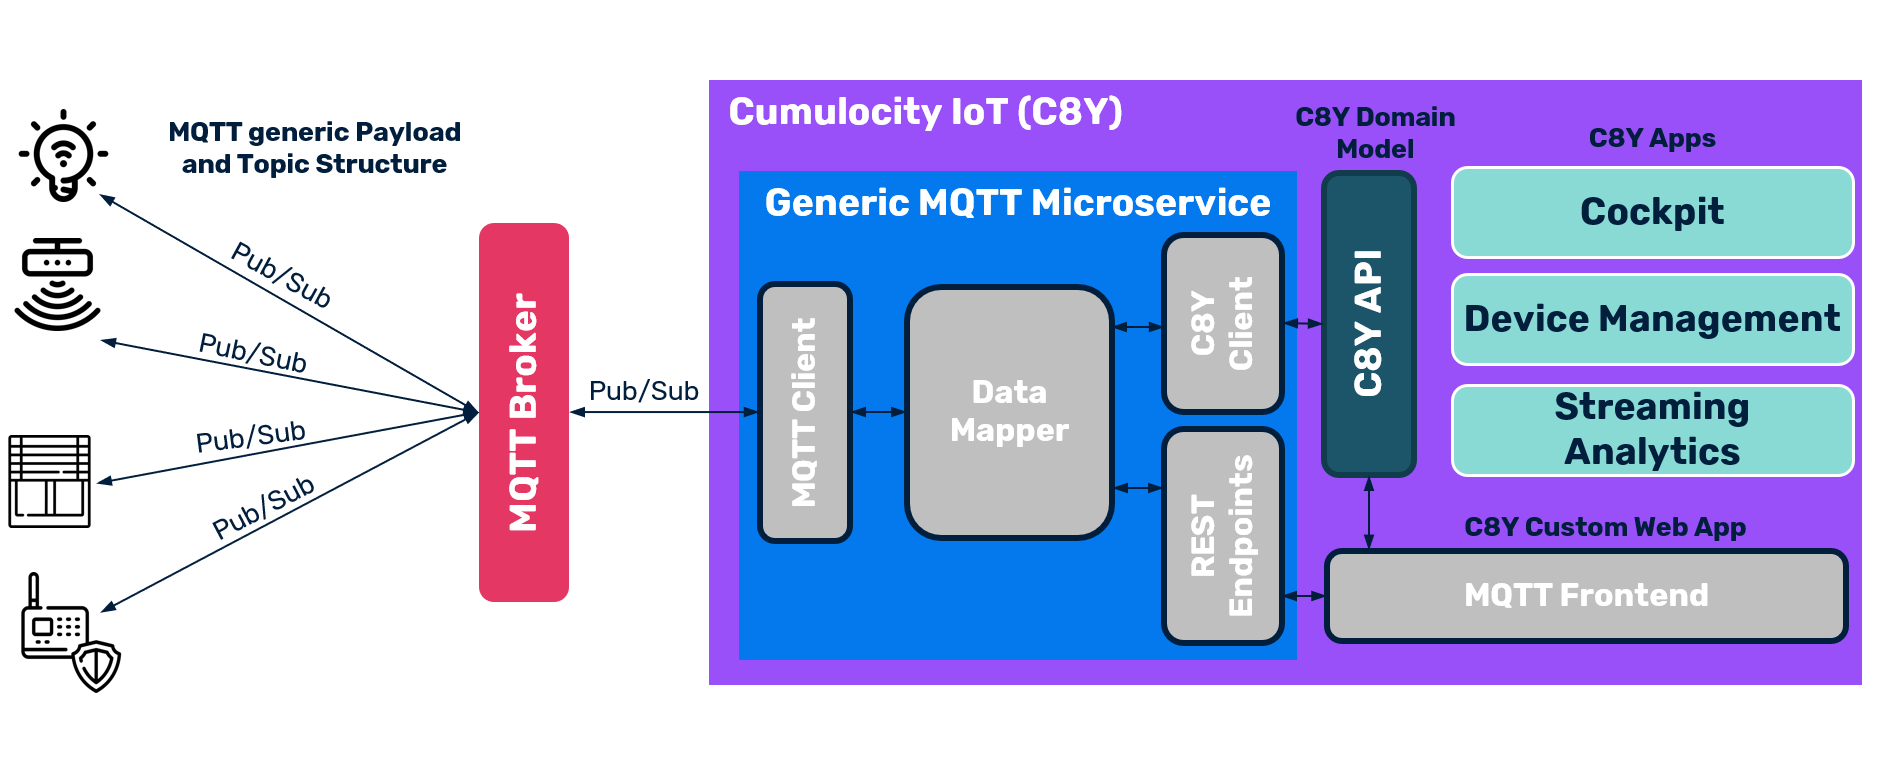 MQTT generic Payload
and Topic Structure
Pub/Sub
Pub/Sub
Pub/Sub
Pub/Sub
MQTT Broker
Pub/Sub
Cumulocity IoT (C8Y)
Generic MQTT Microservice
MQTT Client
Data
Mapper
C8Y
Client
REST
Endpoints
C8Y Domain
Model
C8Y API
C8Y Apps
Cockpit
Device Management
Streaming
Analytics
C8Y Custom Web App
MQTT Frontend